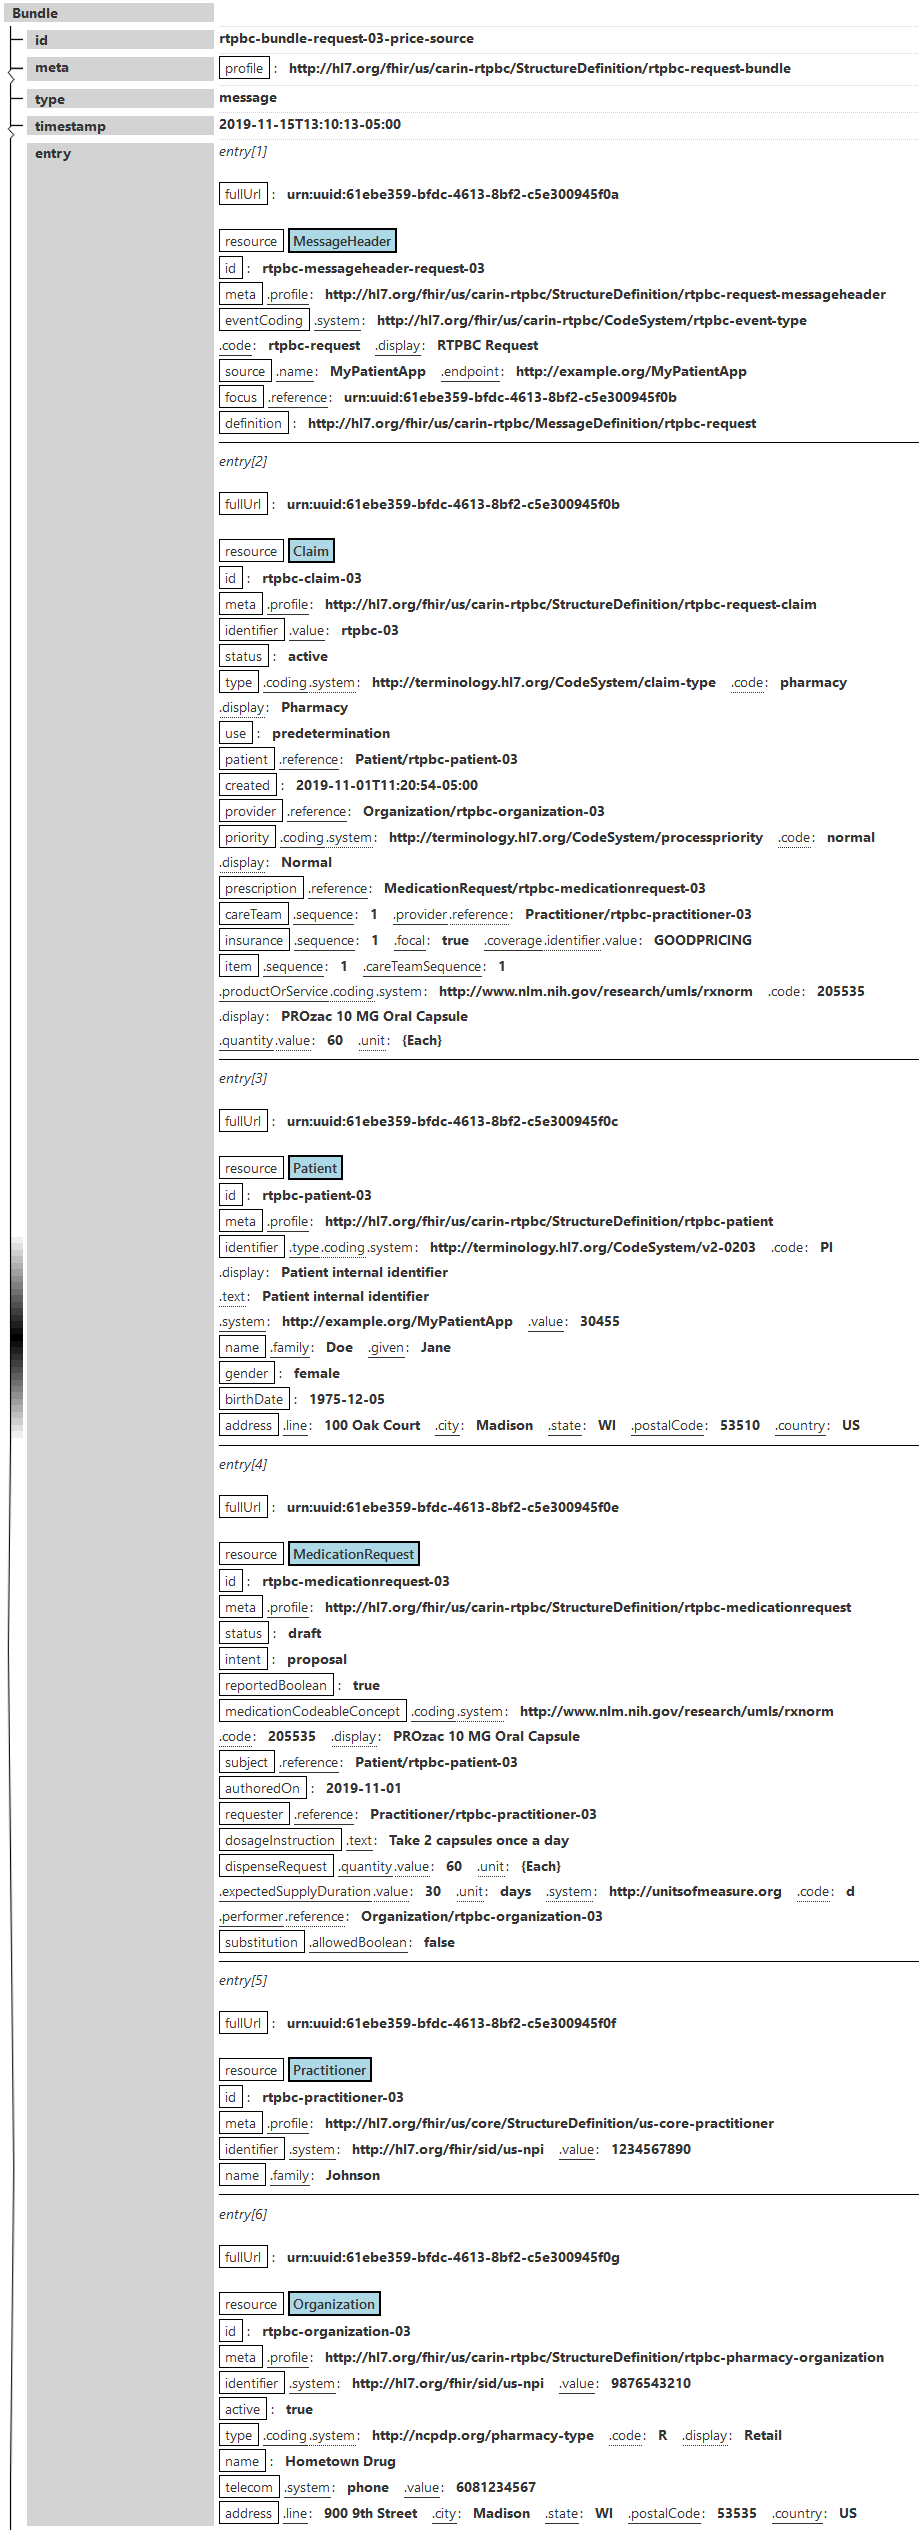 Bundle
id rtpbc-bundle-request-03-price-source
meta profile : http://hl7.org/fhir/us/carin-rtpbc/StructureDefinition/rtpbc-request-bundle
type message
timestamp 2019-11-15T13:10:13-05:00
entry entry[1]
fullUrl : urn:uuid:61ebe359-bfdc-4613-8bf2-c5e300945f0a
resource MessageHeader
id : rtpbc-messageheader-request-03
meta .profile: http://hl7.org/fhir/us/carin-rtpbc/StructureDefinition/rtpbc-request-messageheader
eventCoding .system: http://hl7.org/fhir/us/carin-rtpbc/CodeSystem/rtpbc-event-type
.code: rtpbc-request .display: RTPBC Request
source .name: MyPatientApp .endpoint: http://example.org/MyPatientApp
focus .reference: urn:uuid:61ebe359-bfdc-4613-8bf2-c5e300945f0b
definition : http://hl7.org/fhir/us/carin-rtpbc/MessageDefinition/rtpbc-request
entry[2]
fullUrl : urn:uuid:61ebe359-bfdc-4613-8bf2-c5e300945f0b
resource Claim
id : rtpbc-claim-03
meta .profile: http://hl7.org/fhir/us/carin-rtpbc/StructureDefinition/rtpbc-request-claim
identifier .value: rtpbc-03
status : active
type .coding.system: http://terminology.hl7.org/CodeSystem/claim-type .code: pharmacy
.display: Pharmacy
use : predetermination
patient .reference: Patient/rtpbc-patient-03
created : 2019-11-01T11:20:54-05:00
provider .reference: Organization/rtpbc-organization-03
priority .coding.system: http://terminology.hl7.org/CodeSystem/processpriority .code: normal
.display: Normal
prescription .reference: MedicationRequest/rtpbc-medicationrequest-03
careTeam .sequence: 1 .provider.reference: Practitioner/rtpbc-practitioner-03
insurance .sequence: 1 .focal: true .coverage.identifier.value: GOODPRICING
item .sequence: 1 .careTeamSequence: 1
.productOrService.coding.system: http://www.nlm.nih.gov/research/umls/rxnorm .code: 205535
.display: PROzac 10 MG Oral Capsule
.quantity.value: 60 .unit: {Each}
entry[3]
fullUrl : urn:uuid:61ebe359-bfdc-4613-8bf2-c5e300945f0c
resource Patient
id : rtpbc-patient-03
meta .profile: http://hl7.org/fhir/us/carin-rtpbc/StructureDefinition/rtpbc-patient
identifier .type.coding.system: http://terminology.hl7.org/CodeSystem/v2-0203 .code: PI
.display: Patient internal identifier
.text: Patient internal identifier
.system: http://example.org/MyPatientApp .value: 30455
name .family: Doe .given: Jane
gender : female
birthDate : 1975-12-05
address .line: 100 Oak Court .city: Madison .state: WI .postalCode: 53510 .country: US
entry[4]
fullUrl : urn:uuid:61ebe359-bfdc-4613-8bf2-c5e300945f0e
resource MedicationRequest
id : rtpbc-medicationrequest-03
meta .profile: http://hl7.org/fhir/us/carin-rtpbc/StructureDefinition/rtpbc-medicationrequest
status : draft
intent : proposal
reportedBoolean : true
medicationCodeableConcept .coding.system: http://www.nlm.nih.gov/research/umls/rxnorm
.code: 205535 .display: PROzac 10 MG Oral Capsule
subject .reference: Patient/rtpbc-patient-03
authoredOn : 2019-11-01
requester .reference: Practitioner/rtpbc-practitioner-03
dosageInstruction .text: Take 2 capsules once a day
dispenseRequest .quantity.value: 60 .unit: {Each}
.expectedSupplyDuration.value: 30 .unit: days .system: http://unitsofmeasure.org .code: d
.performer.reference: Organization/rtpbc-organization-03
substitution .allowedBoolean: false
entry[5]
fullUrl : urn:uuid:61ebe359-bfdc-4613-8bf2-c5e300945f0f
resource Practitioner
id : rtpbc-practitioner-03
meta .profile: http://hl7.org/fhir/us/core/StructureDefinition/us-core-practitioner
identifier .system: http://hl7.org/fhir/sid/us-npi .value: 1234567890
name .family: Johnson
entry[6]
fullUrl : urn:uuid:61ebe359-bfdc-4613-8bf2-c5e300945f0g
resource Organization
id : rtpbc-organization-03
meta .profile: http://hl7.org/fhir/us/carin-rtpbc/StructureDefinition/rtpbc-pharmacy-organization
identifier .system: http://hl7.org/fhir/sid/us-npi .value: 9876543210
active : true
type .coding.system: http://ncpdp.org/pharmacy-type .code: R .display: Retail
name : Hometown Drug
telecom .system: phone .value: 6081234567
address .line: 900 9th Street .city: Madison .state: WI .postalCode: 53535 .country: US